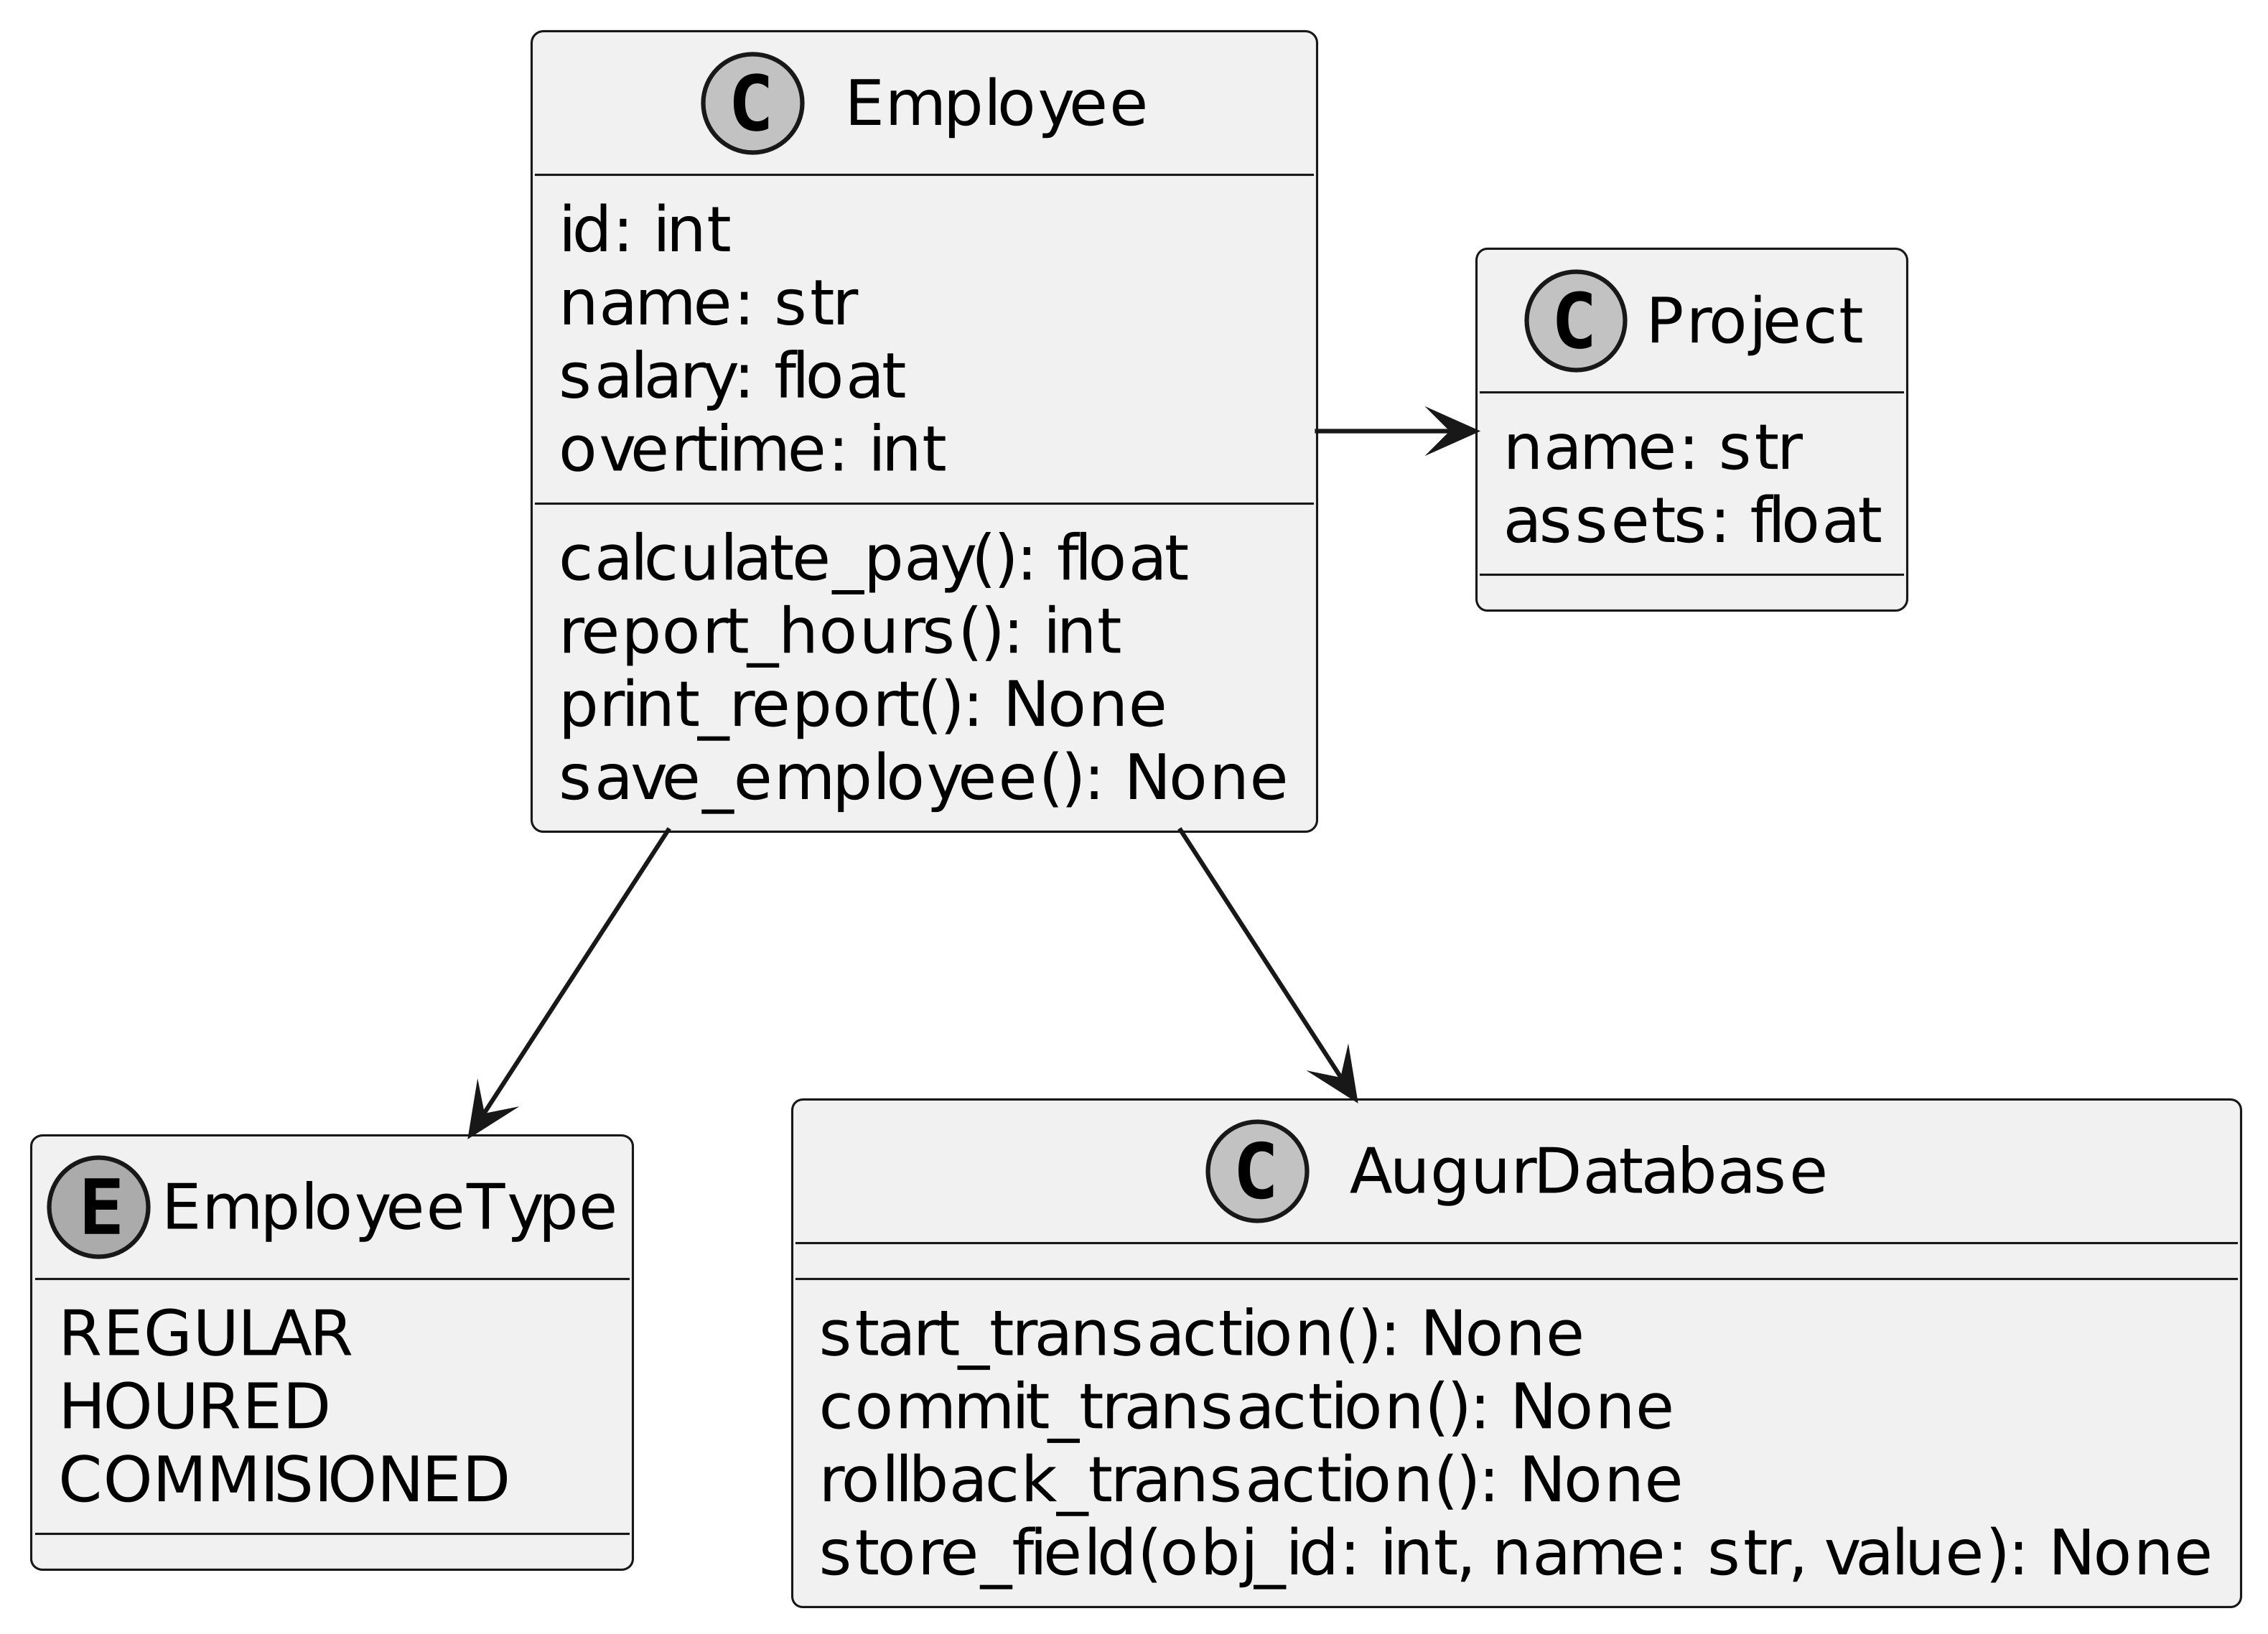 C Employee
id: int
name: str
salary: float
overtime: int
calculate_pay(): float
report_hours(): int
print_report(): None
save_employee(): None
C Project
name: str
assets: float
E EmployeeType
REGULAR
HOURED
COMMISIONED
C AugurDatabase
start_transaction(): None
commit_transaction(): None
rollback_transaction(): None
store_field(obj_id: int, name: str, value): None